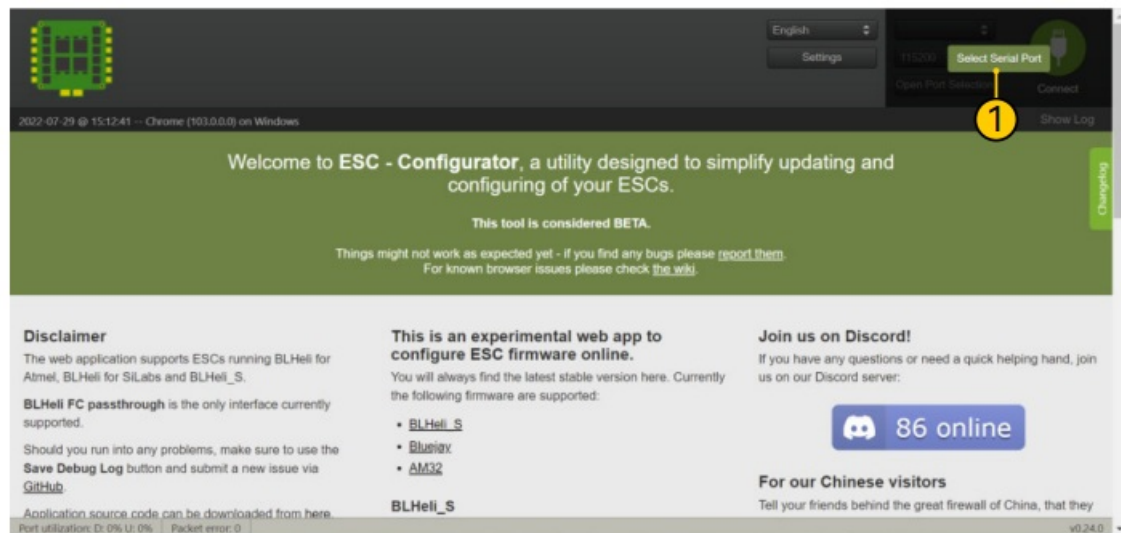 English
Settings
115200
Select Serial Port
Open Port Selection
Connect
1
2022-07-29 @ 15:12:41 -- Chrome (103.0.0.0) on Windows
Show Log
Welcome to ESC - Configurator, a utility designed to simplify updating and
configuring of your ESCs.
This tool is considered BETA.
Things might not work as expected yet - if you find any bugs please report them.
For known browser issues please check the wiki.
Changelog
Disclaimer
The web application supports ESCs running BLHeli for
Atmel, BLHeli for SiLabs and BLHeli_S.
BLHeli FC passthrough is the only interface currently
supported.
Should you run into any problems, make sure to use the
Save Debug Log button and submit a new issue via
GitHub.
Application source code can be downloaded from here.
This is an experimental web app to
configure ESC firmware online.
You will always find the latest stable version here. Currently
the following firmware are supported:
• BLHeli_S
• Bluejay
• AM32
BLHeli_S
Join us on Discord!
If you have any questions or need a quick helping hand, join
us on our Discord server:
86 online
For our Chinese visitors
Tell your friends behind the great firewall of China, that they
Port utilization: D: 0% U: 0%
Packet error: 0
v0.24.0